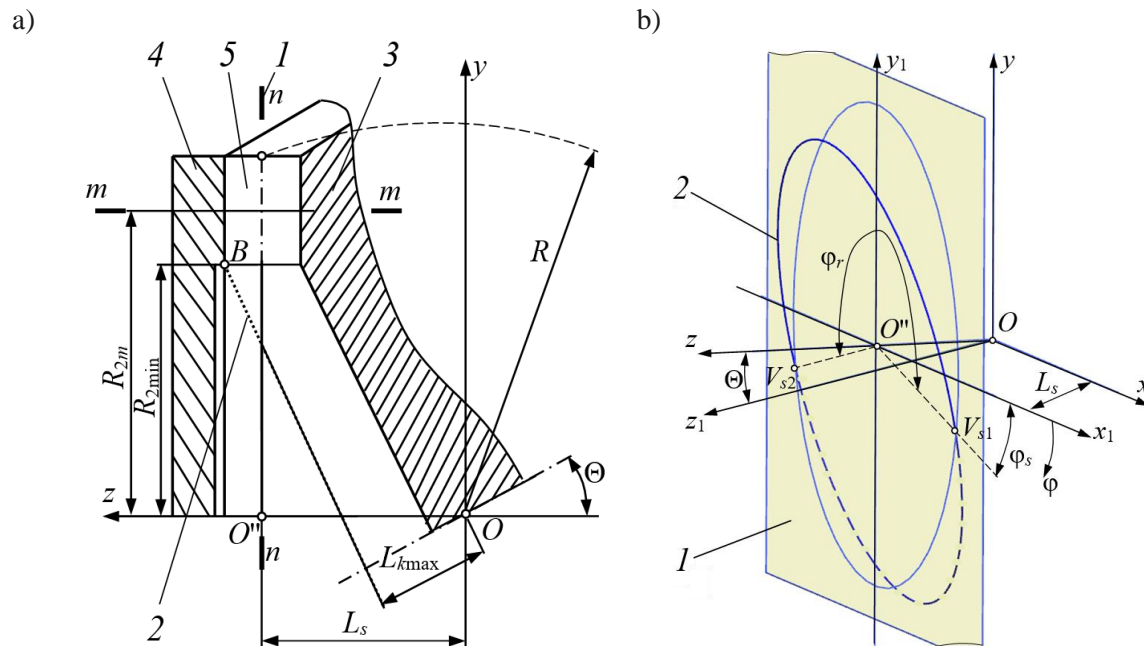 a)
4 5 1 3
n
y
m m
B
R
R2m
R2min
z
O" O
Θ
n
Lkmax
2
Ls
b)
y1
y
2
φr
O" O
z
Θ
Vs2
z1
Ls
x
x1
Vs1
φs
φ
1